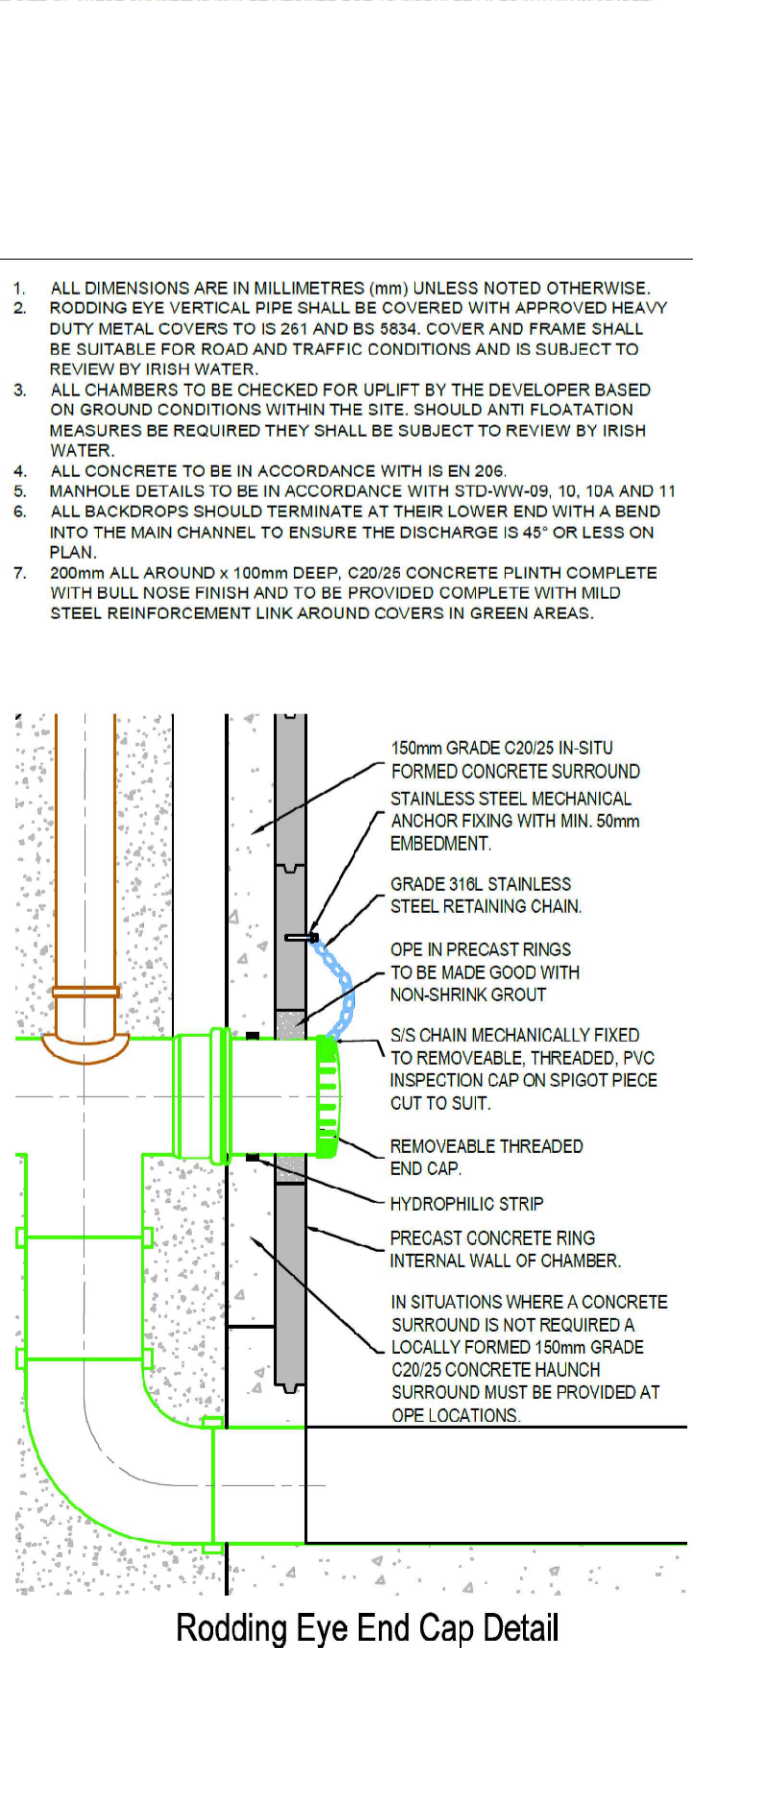 1. ALL DIMENSIONS ARE IN MILLIMETRES (mm) UNLESS NOTED OTHERWISE.
2. RODDING EYE VERTICAL PIPE SHALL BE COVERED WITH APPROVED HEAVY
DUTY METAL COVERS TO IS 261 AND BS 5834. COVER AND FRAME SHALL
BE SUITABLE FOR ROAD AND TRAFFIC CONDITIONS AND IS SUBJECT TO
REVIEW BY IRISH WATER.
3. ALL CHAMBERS TO BE CHECKED FOR UPLIFT BY THE DEVELOPER BASED
ON GROUND CONDITIONS WITHIN THE SITE. SHOULD ANTI FLOATATION
MEASURES BE REQUIRED THEY SHALL BE SUBJECT TO REVIEW BY IRISH
WATER.
4. ALL CONCRETE TO BE IN ACCORDANCE WITH IS EN 206.
5. MANHOLE DETAILS TO BE IN ACCORDANCE WITH STD-WW-09, 10, 10A AND 11
6. ALL BACKDROPS SHOULD TERMINATE AT THEIR LOWER END WITH A BEND
INTO THE MAIN CHANNEL TO ENSURE THE DISCHARGE IS 45° OR LESS ON
PLAN.
7. 200mm ALL AROUND x 100mm DEEP, C20/25 CONCRETE PLINTH COMPLETE
WITH BULL NOSE FINISH AND TO BE PROVIDED COMPLETE WITH MILD
STEEL REINFORCEMENT LINK AROUND COVERS IN GREEN AREAS.
150mm GRADE C20/25 IN-SITU
FORMED CONCRETE SURROUND
STAINLESS STEEL MECHANICAL
ANCHOR FIXING WITH MIN. 50mm
EMBEDMENT.
GRADE 316L STAINLESS
STEEL RETAINING CHAIN.
OPE IN PRECAST RINGS
TO BE MADE GOOD WITH
NON-SHRINK GROUT
S/S CHAIN MECHANICALLY FIXED
TO REMOVEABLE, THREADED, PVC
INSPECTION CAP ON SPIGOT PIECE
CUT TO SUIT.
REMOVEABLE THREADED
END CAP.
HYDROPHILIC STRIP
PRECAST CONCRETE RING
INTERNAL WALL OF CHAMBER.
IN SITUATIONS WHERE A CONCRETE
SURROUND IS NOT REQUIRED A
LOCALLY FORMED 150mm GRADE
C20/25 CONCRETE HAUNCH
SURROUND MUST BE PROVIDED AT
OPE LOCATIONS.
Rodding Eye End Cap Detail